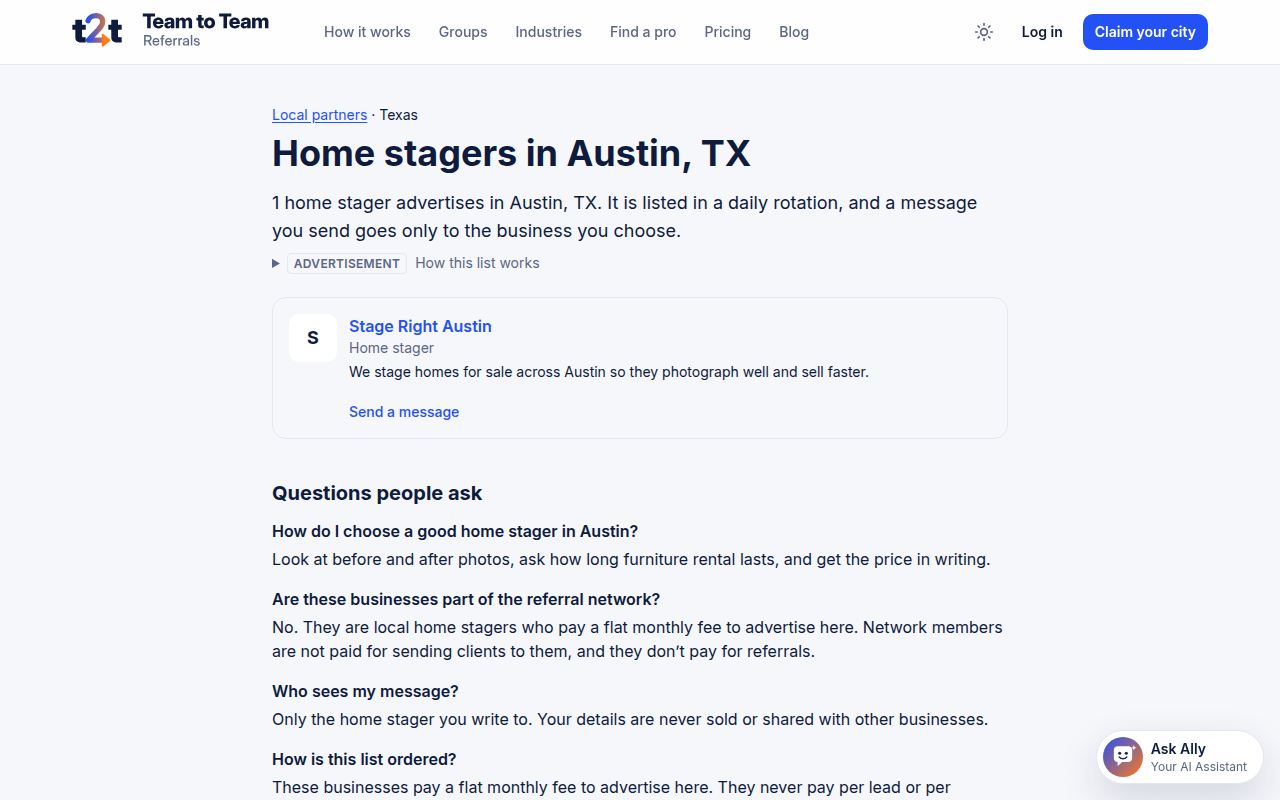 t2t
Team to Team
Referrals
How it works
Groups
Industries
Find a pro
Pricing
Blog
Log in
Claim your city
Local partners · Texas
Home stagers in Austin, TX
1 home stager advertises in Austin, TX. It is listed in a daily rotation, and a message
you send goes only to the business you choose.
ADVERTISEMENT How this list works
S
Stage Right Austin
Home stager
We stage homes for sale across Austin so they photograph well and sell faster.
Send a message
Questions people ask
How do I choose a good home stager in Austin?
Look at before and after photos, ask how long furniture rental lasts, and get the price in writing.
Are these businesses part of the referral network?
No. They are local home stagers who pay a flat monthly fee to advertise here. Network members
are not paid for sending clients to them, and they don’t pay for referrals.
Who sees my message?
Only the home stager you write to. Your details are never sold or shared with other businesses.
How is this list ordered?
These businesses pay a flat monthly fee to advertise here. They never pay per lead or per
Ask Ally
Your AI Assistant